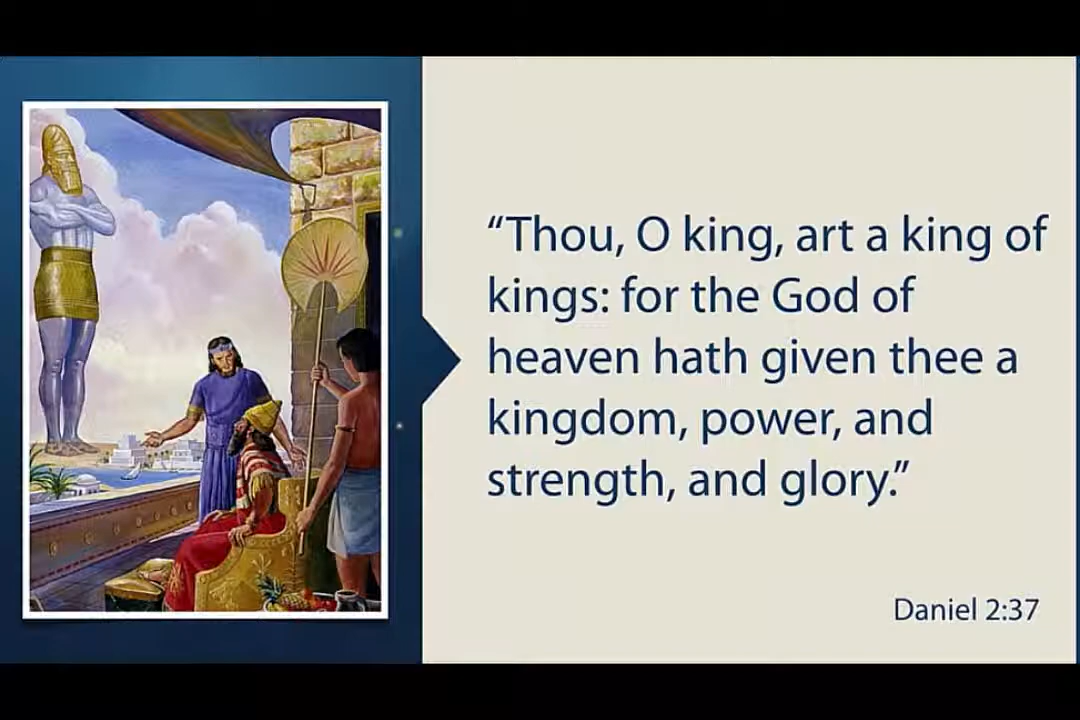 “Thou, O king, art a king of
kings: for the God of
heaven hath given thee a
kingdom, power, and
strength, and glory.”
Daniel 2:37